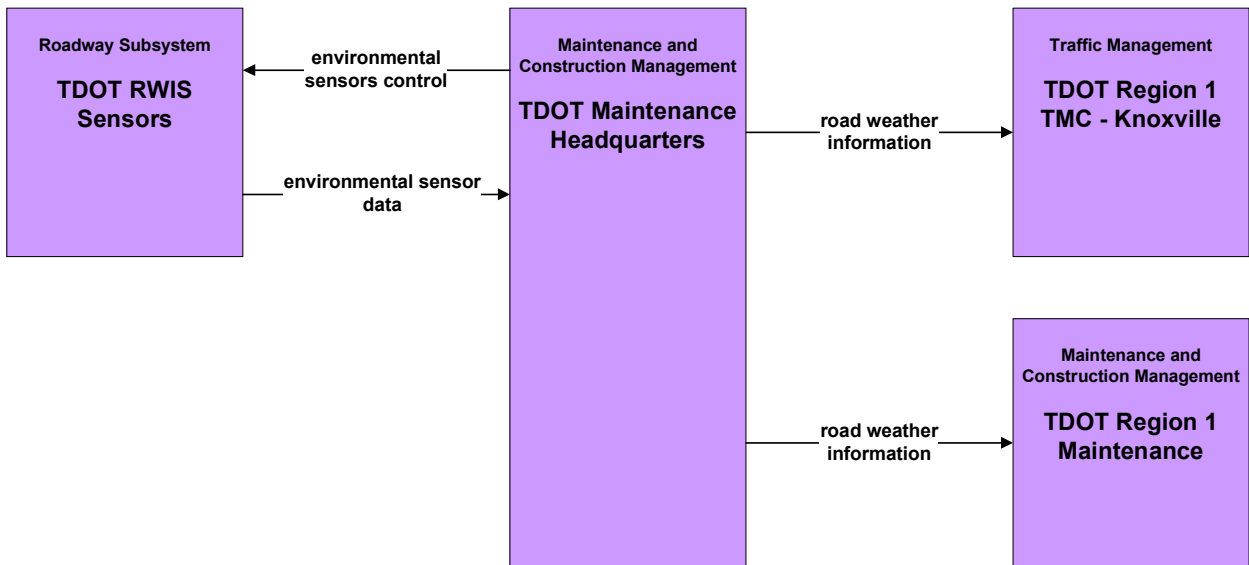 Roadway Subsystem
TDOT RWIS
Sensors
environmental
sensors control
environmental sensor
data
Maintenance and
Construction Management
TDOT Maintenance
Headquarters
road weather
information
road weather
information
Traffic Management
TDOT Region 1
TMC - Knoxville
Maintenance and
Construction Management
TDOT Region 1
Maintenance